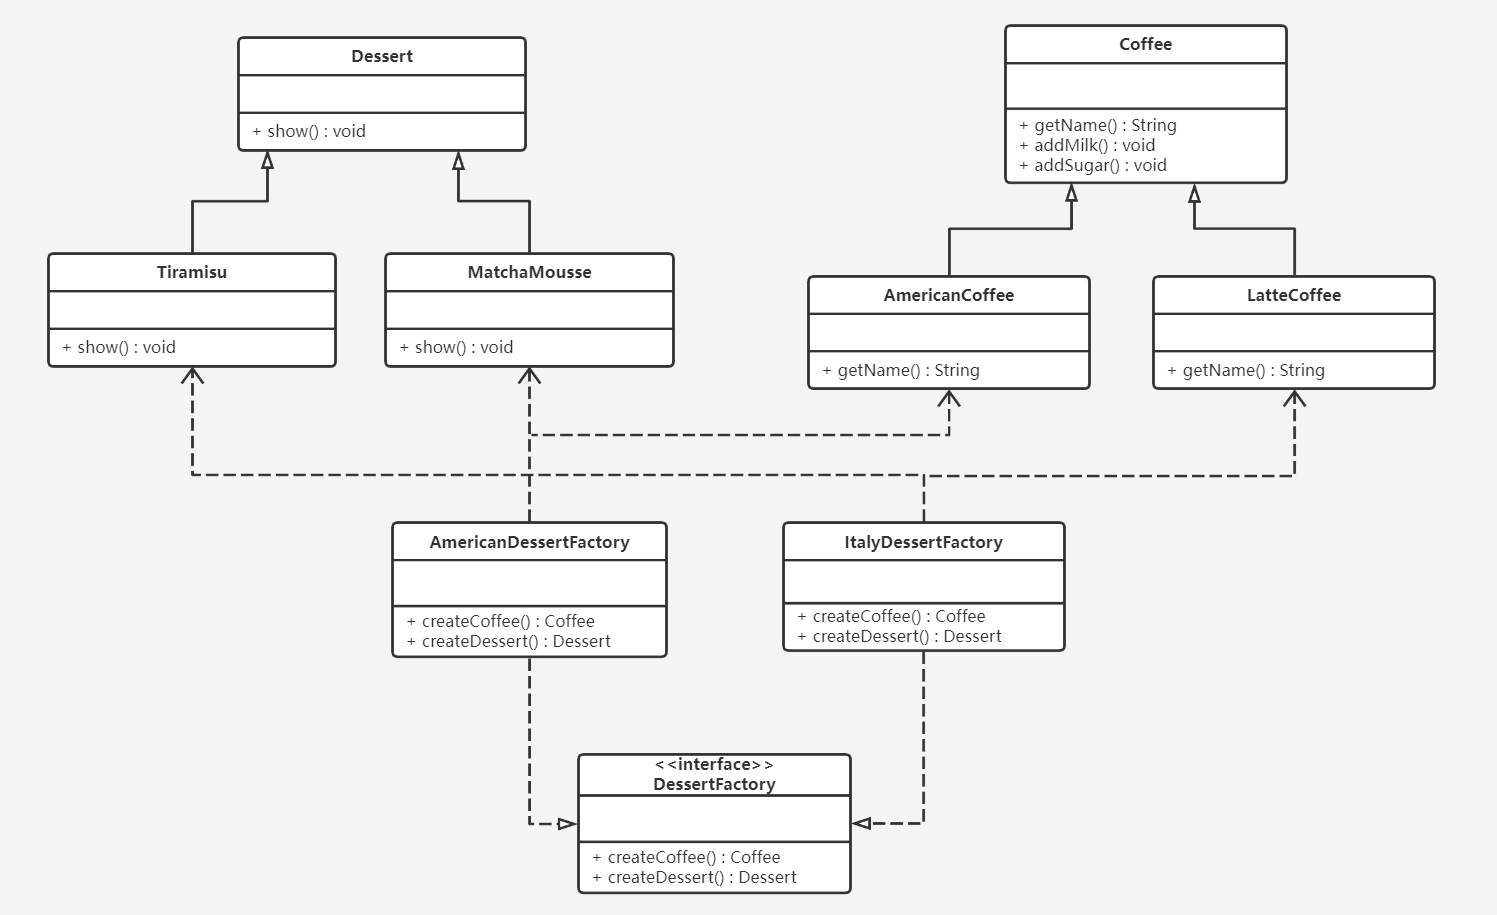 Dessert
+ show() : void
Coffee
+ getName() : String
+ addMilk() : void
+ addSugar() : void
Tiramisu
+ show() : void
MatchaMousse
+ show() : void
AmericanCoffee
+ getName() : String
LatteCoffee
+ getName() : String
AmericanDessertFactory
+ createCoffee() : Coffee
+ createDessert() : Dessert
ItalyDessertFactory
+ createCoffee() : Coffee
+ createDessert() : Dessert
<<interface>>
DessertFactory
+ createCoffee() : Coffee
+ createDessert() : Dessert